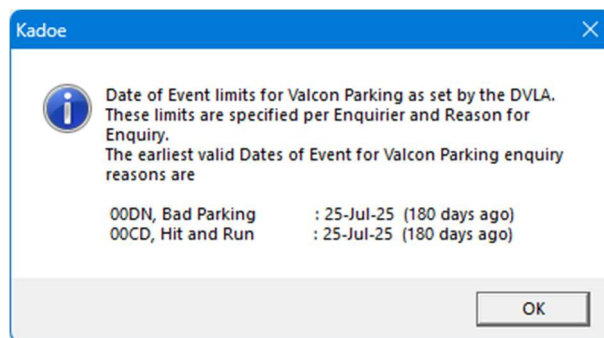 Kadoe
Date of Event limits for Valcon Parking as set by the DVLA.
These limits are specified per Enquirier and Reason for
Enquiry.
The earliest valid Dates of Event for Valcon Parking enquiry
reasons are
00DN, Bad Parking : 25-Jul-25 (180 days ago)
00CD, Hit and Run : 25-Jul-25 (180 days ago)
OK